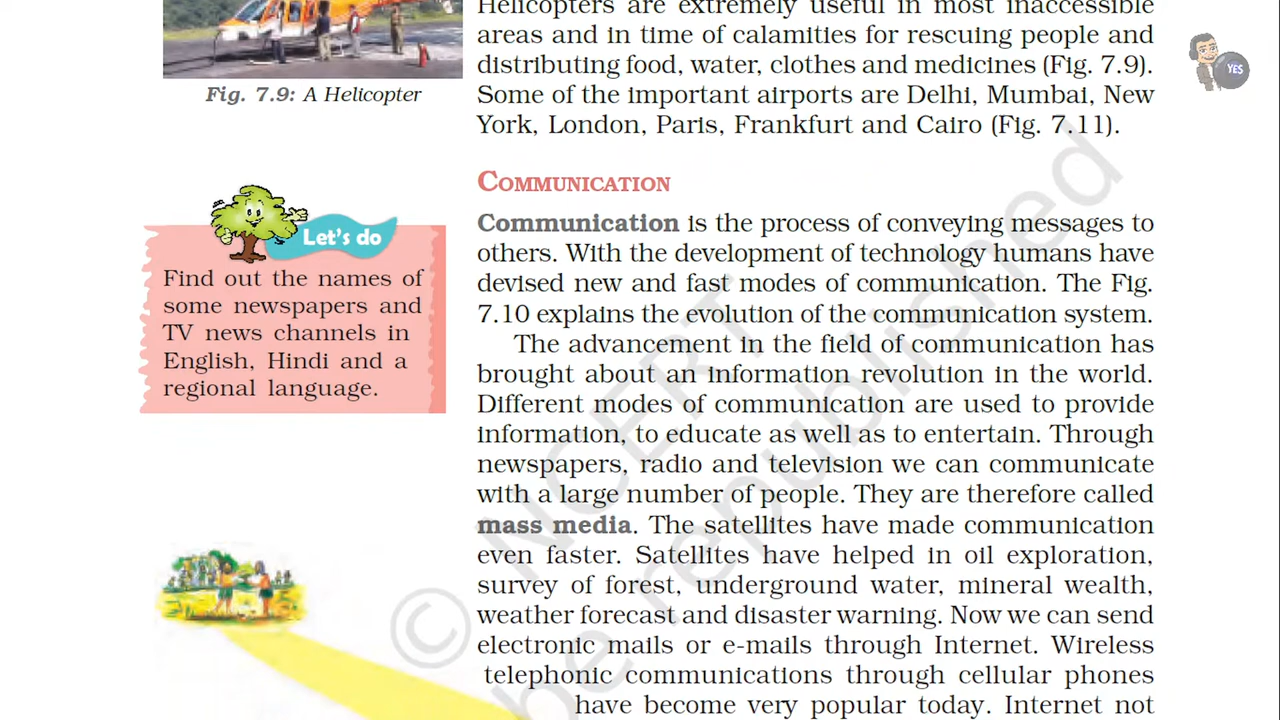 Helicopters are extremely useful in most inaccessible
areas and in time of calamities for rescuing people and
distributing food, water, clothes and medicines (Fig. 7.9).
Some of the important airports are Delhi, Mumbai, New
York, London, Paris, Frankfurt and Cairo (Fig. 7.11).
Fig. 7.9: A Helicopter
YES
COMMUNICATION
Communication is the process of conveying messages to
others. With the development of technology humans have
devised new and fast modes of communication. The Fig.
7.10 explains the evolution of the communication system.
The advancement in the field of communication has
brought about an information revolution in the world.
Different modes of communication are used to provide
information, to educate as well as to entertain. Through
newspapers, radio and television we can communicate
with a large number of people. They are therefore called
mass media. The satellites have made communication
even faster. Satellites have helped in oil exploration,
survey of forest, underground water, mineral wealth,
weather forecast and disaster warning. Now we can send
electronic mails or e-mails through Internet. Wireless
telephonic communications through cellular phones
have become very popular today. Internet not
Let's do
Find out the names of
some newspapers and
TV news channels in
English, Hindi and a
regional language.
© NCERT
be republished